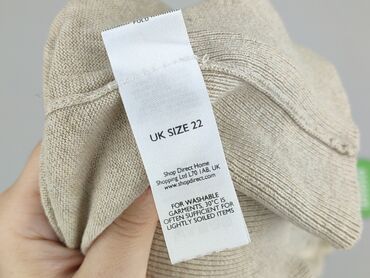 FOLD
UK SIZE 22
Shop Direct Home
Shopping Ltd L70 1AB, UK
www.shopdirect.com
FOR WASHABLE
GARMENTS, 30°C IS
OFTEN SUFFICIENT FOR
LIGHTLY SOILED ITEMS